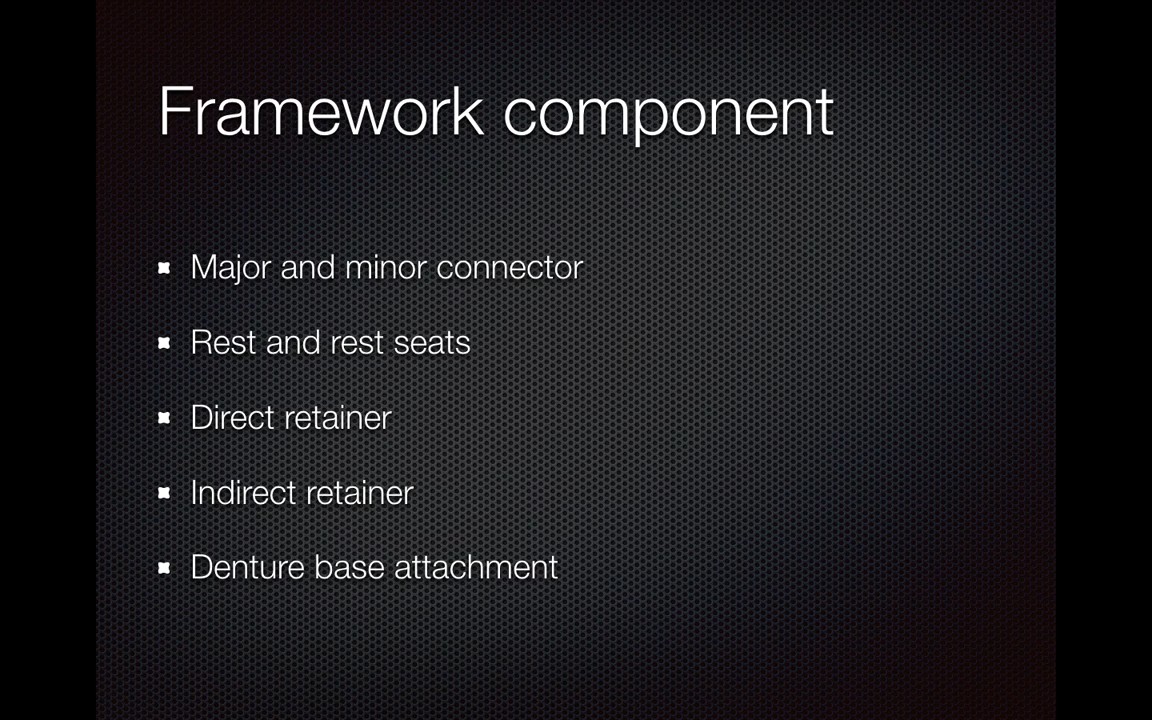 Framework component
Major and minor connector
Rest and rest seats
Direct retainer
Indirect retainer
Denture base attachment